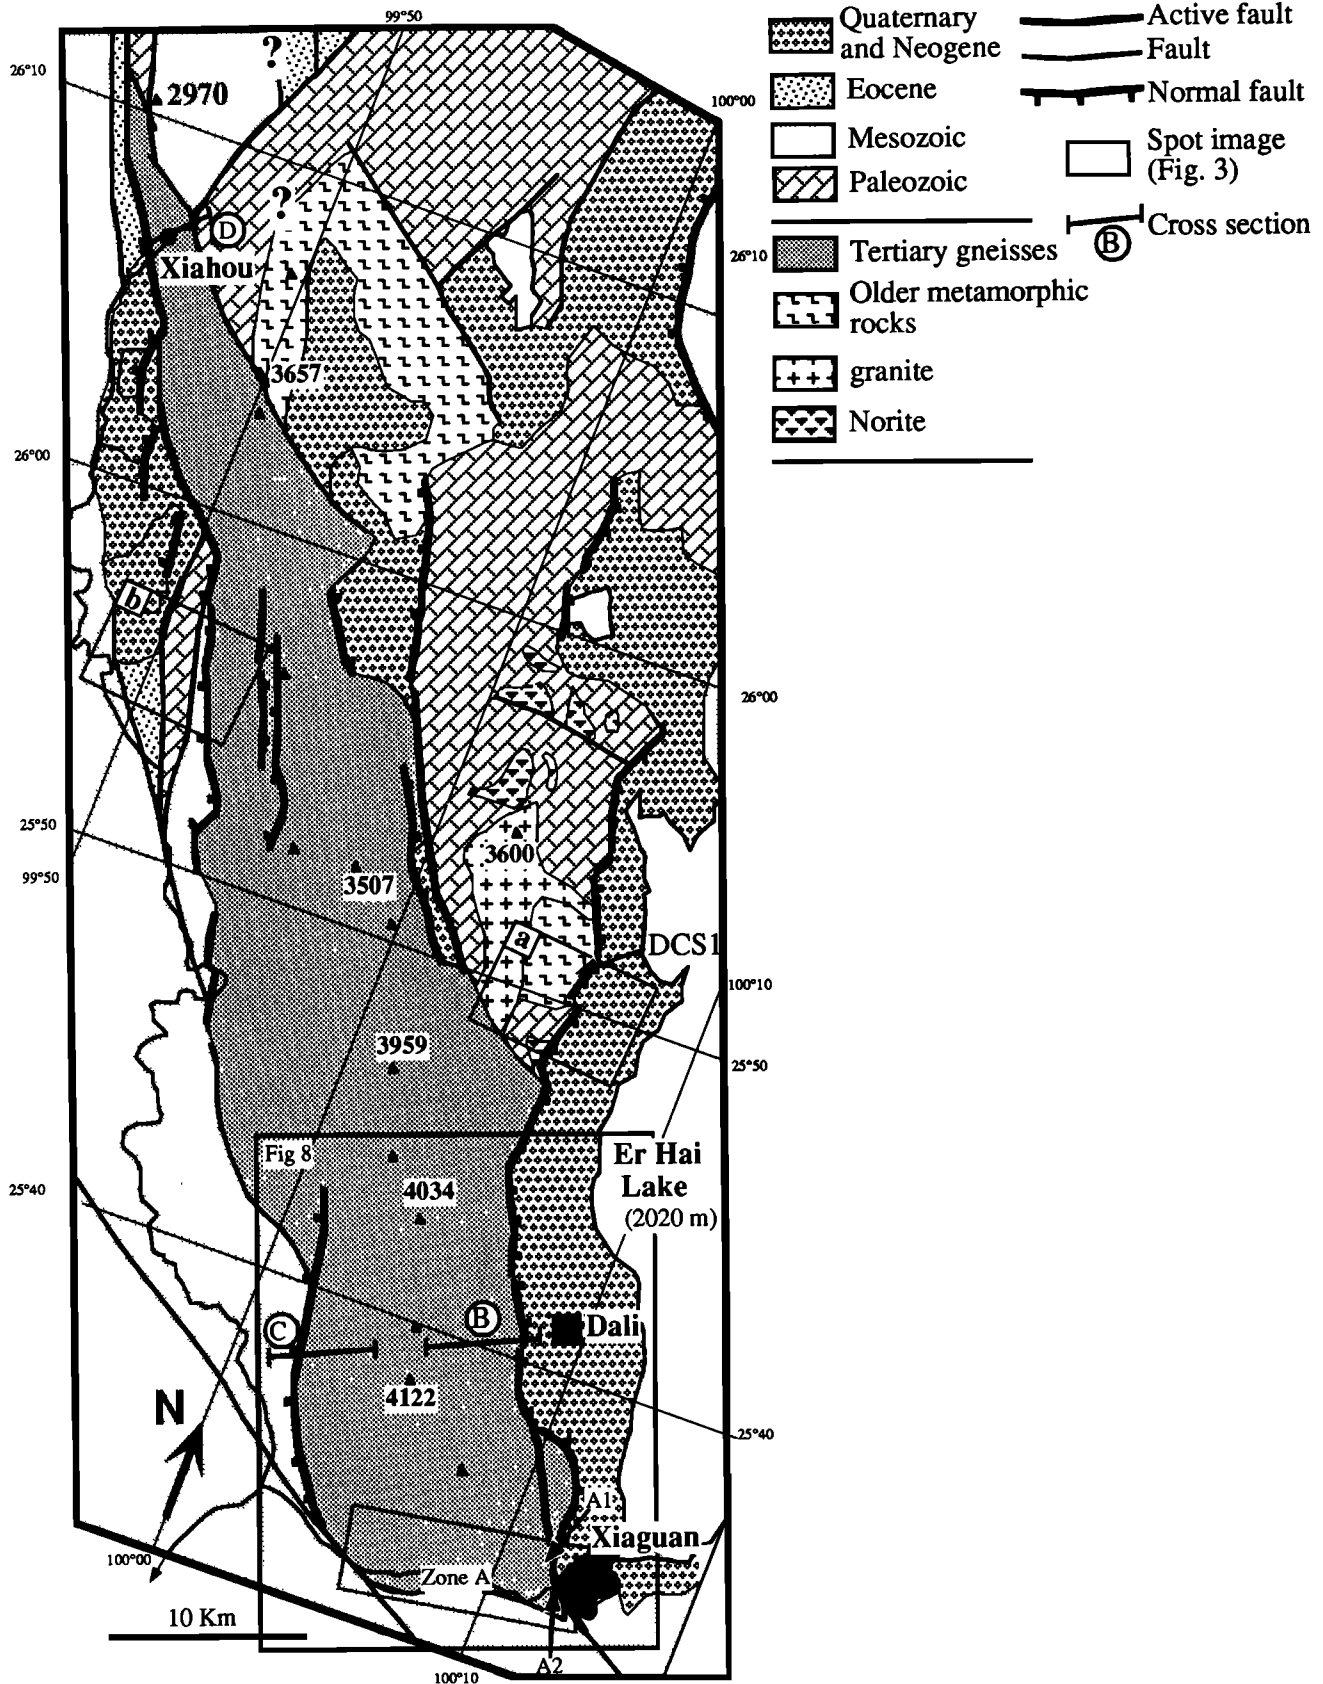 99°50
Quaternary
and Neogene
Eocene
Mesozoic
Paleozoic
Tertiary gneisses
Older metamorphic
rocks
granite
Norite
Active fault
Fault
Normal fault
Spot image
(Fig. 3)
Cross section
B
26°10
?
2970
100°00
?
D
Xiahou
26°10
3657
26°00
b
26°00
25°50
99°50
3600
3507
a
DCS1
100°10
3959
25°50
Fig 8
Er Hai
Lake
(2020 m)
4034
25°40
C
B
Dali
4122
N
25°40
A1
Xiaguan
100°00
Zone A
10 Km
A2
100°10